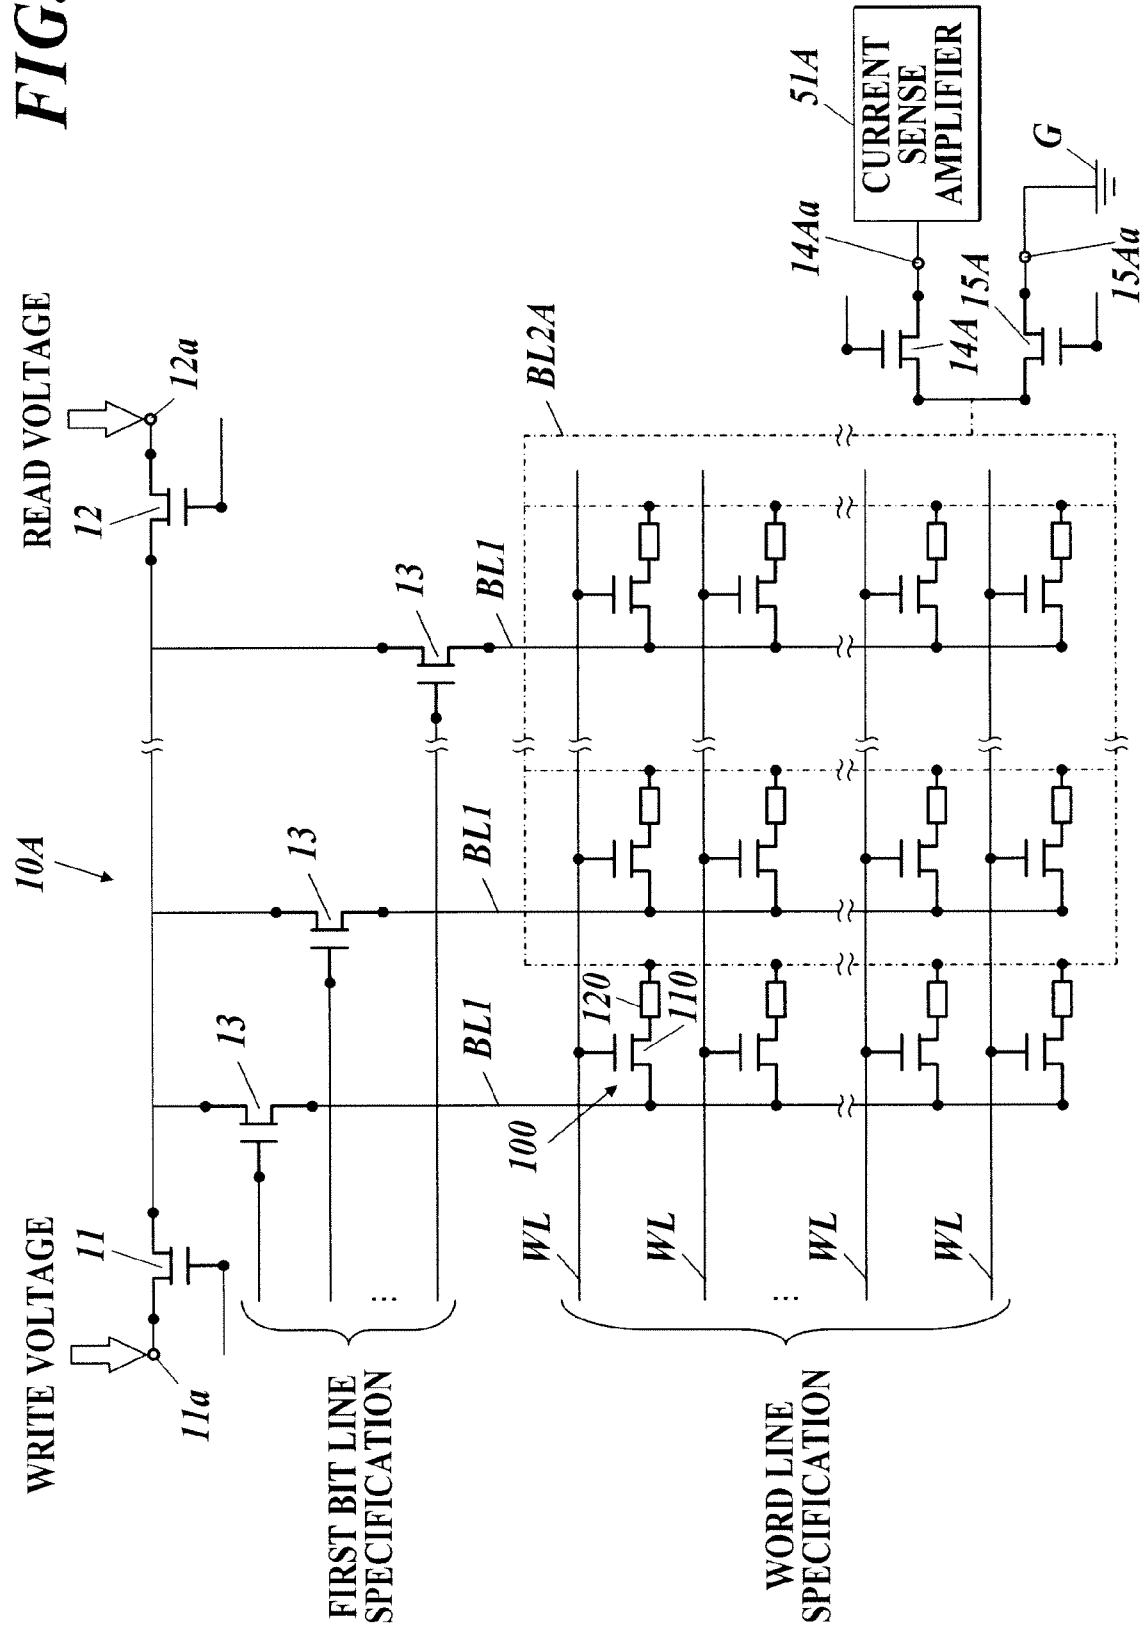 FIG.
10A
WRITE VOLTAGE
READ VOLTAGE
11
12
11a
12a
13
13
13
FIRST BIT LINE
SPECIFICATION
BL1
BL1
BL1
BL2A
51A
CURRENT
SENSE
AMPLIFIER
14Aa
14A
15A
G
15Aa
WL
WL
WL
WL
100
120
110
...
...
WORD LINE
SPECIFICATION